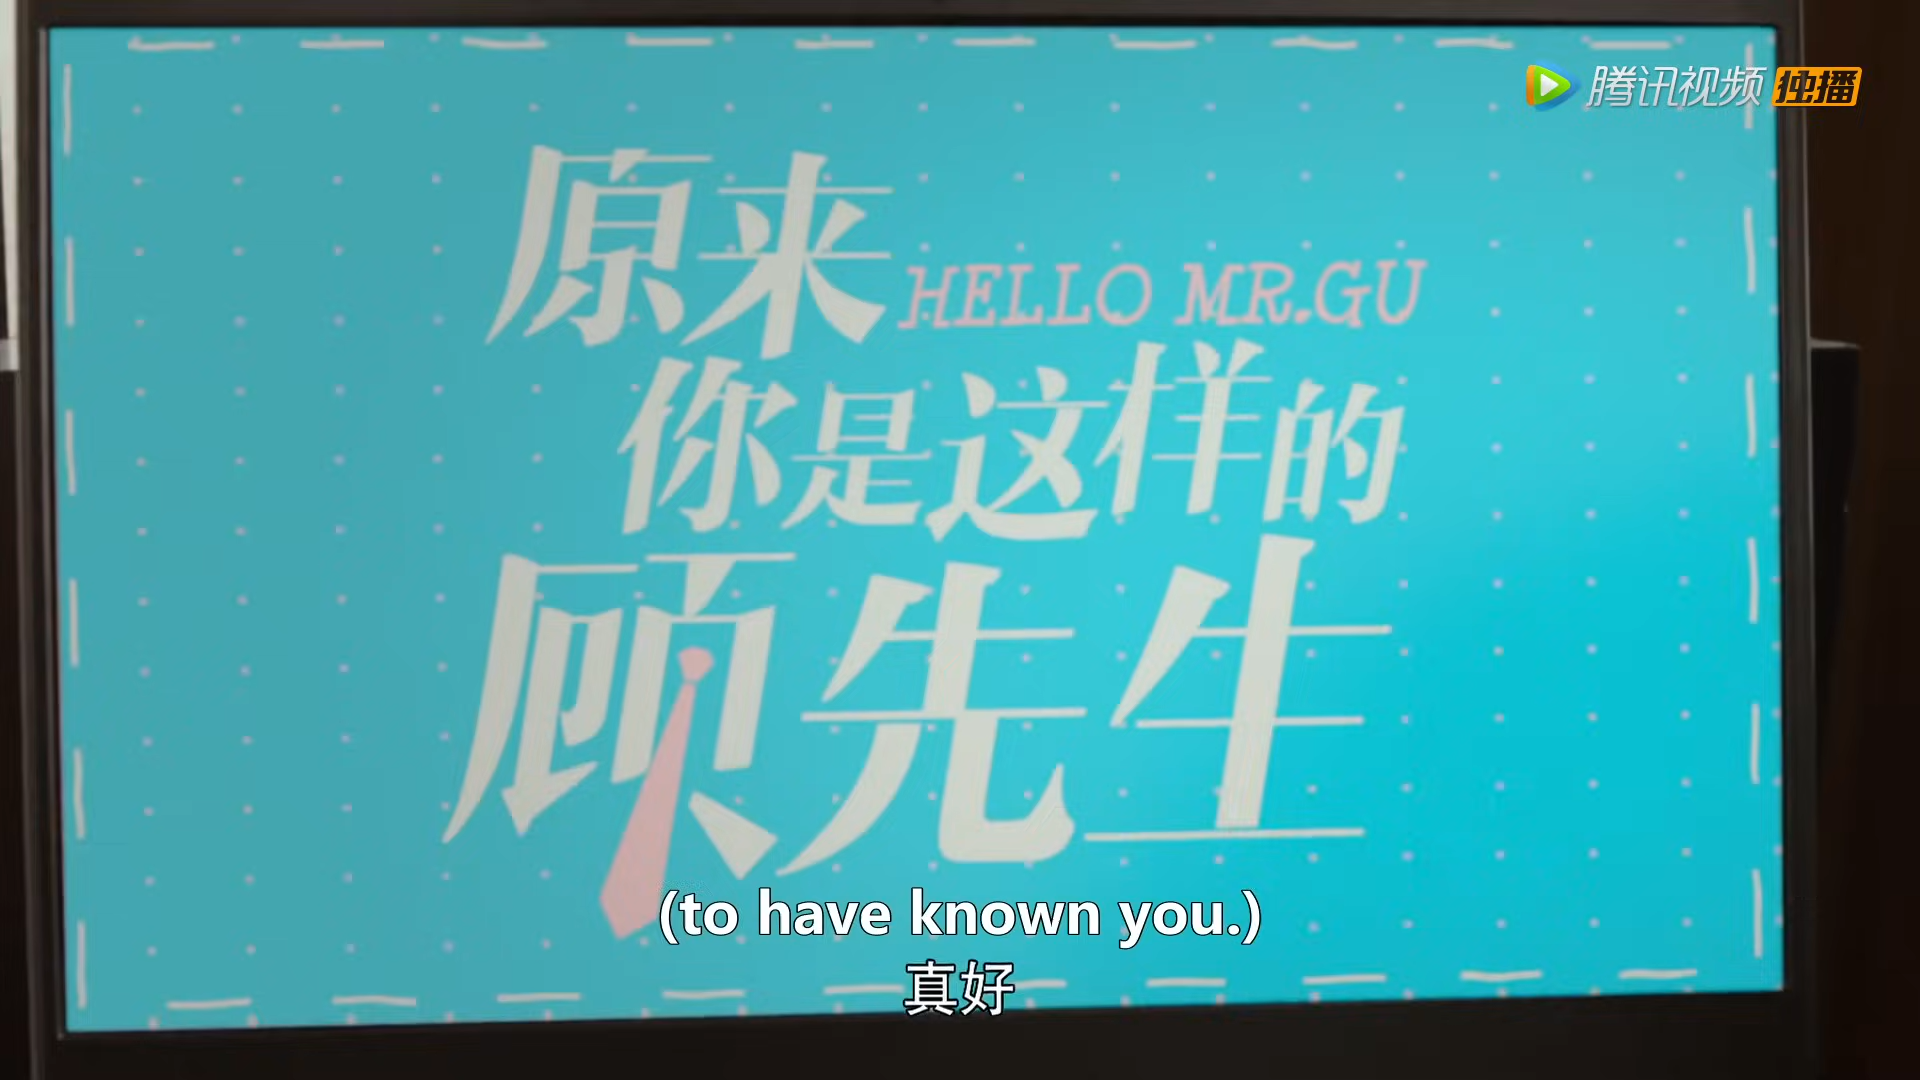 腾讯视频 独播
原来
HELLO MR.GU
你是这样的
顾先生
(to have known you.)
真好